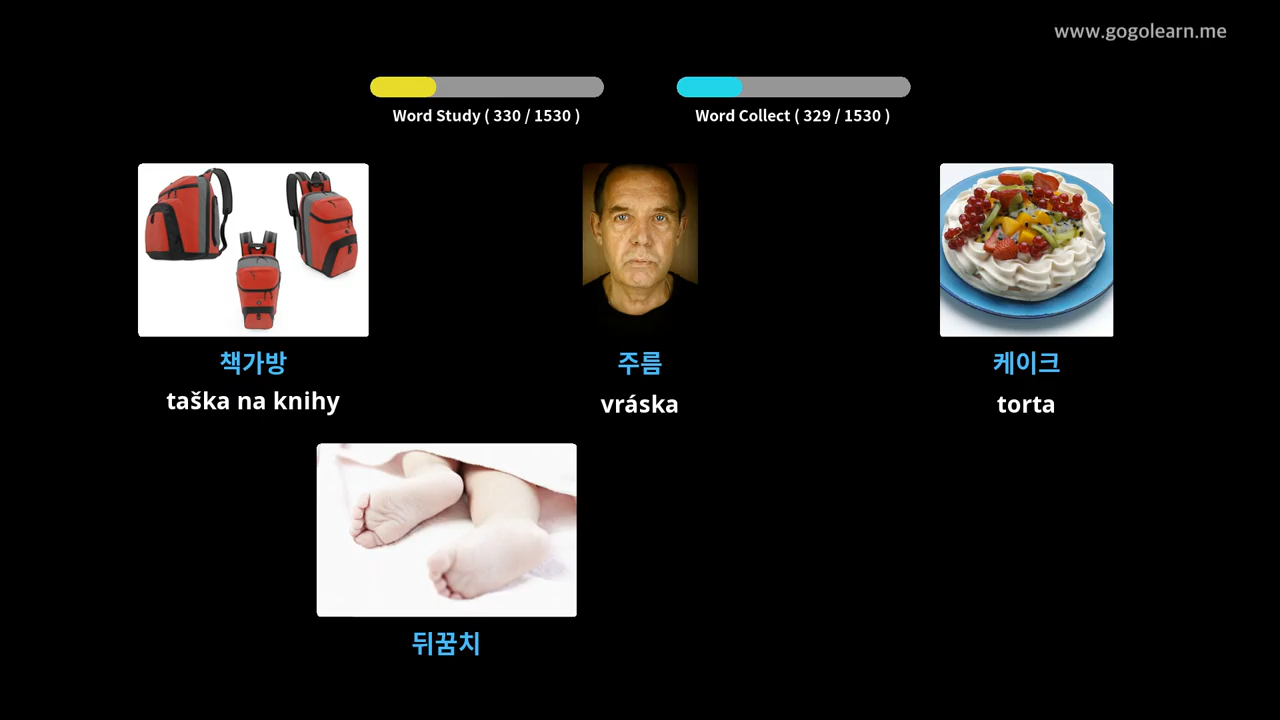 www.gogolearn.me
Word Study ( 330 / 1530 )
Word Collect ( 329 / 1530 )
책가방
taška na knihy
주름
vráska
케이크
torta
뒤꿈치